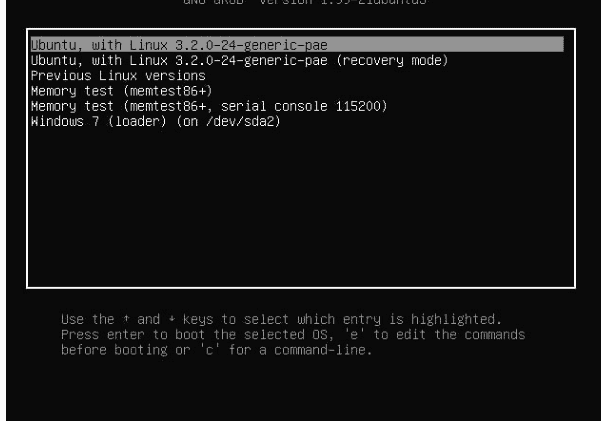 Ubuntu, with Linux 3.2.0-24-generic-pae
Ubuntu, with Linux 3.2.0-24-generic-pae (recovery mode)
Previous Linux versions
Memory test (memtest86+)
Memory test (memtest86+, serial console 115200)
Windows 7 (loader) (on /dev/sda2)
Use the ↑ and ↓ keys to select which entry is highlighted.
Press enter to boot the selected OS, 'e' to edit the commands
before booting or 'c' for a command-line.